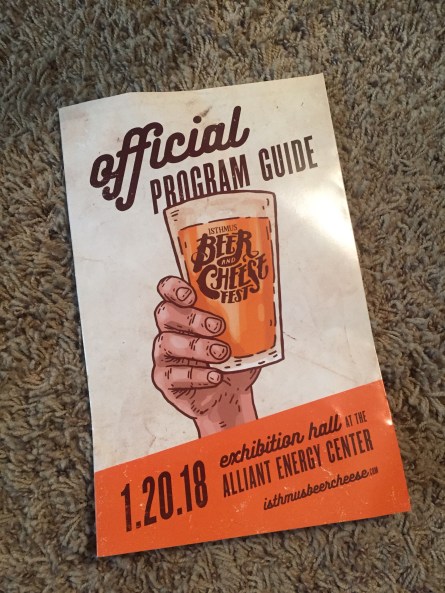 official
PROGRAM GUIDE
ISTHMUS
BEER
AND
CHEESE
FEST
1.20.18
exhibition hall AT THE
ALLIANT ENERGY CENTER
isthmusbeercheese.com